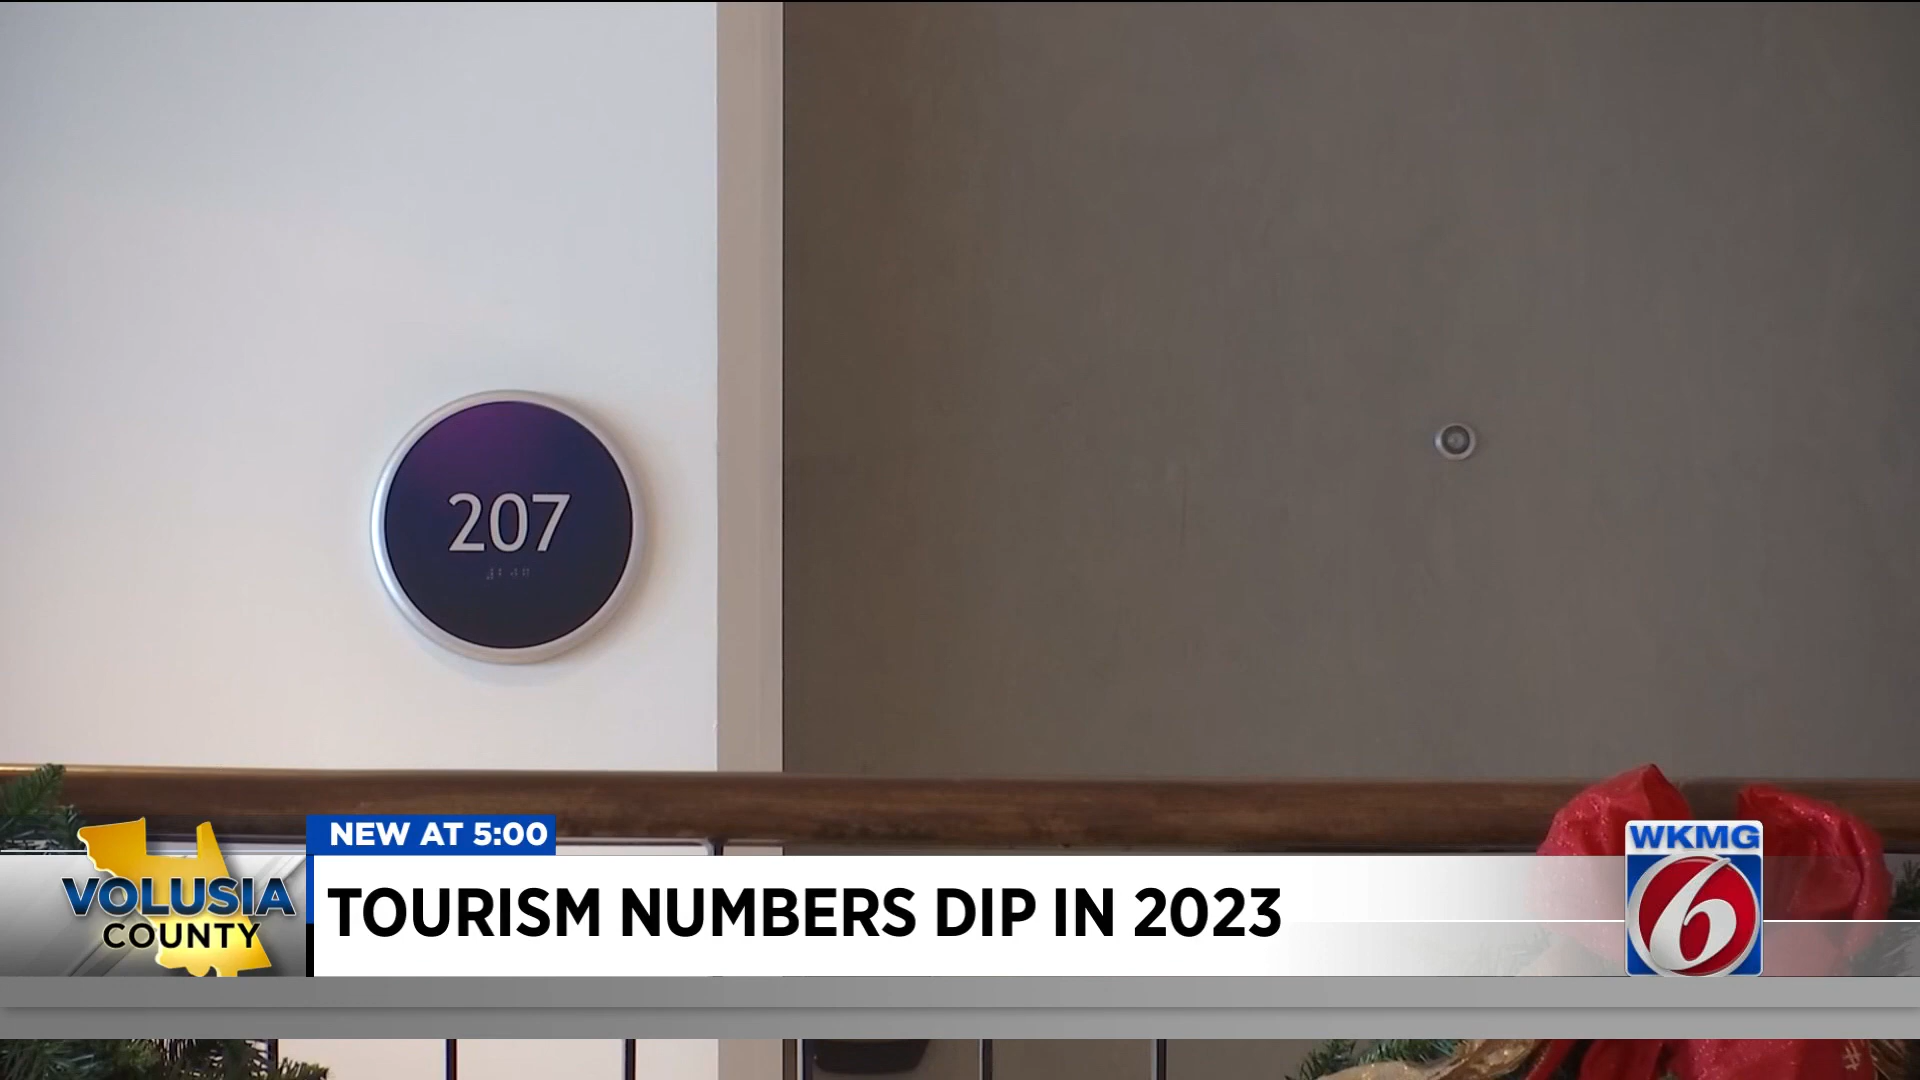 207
NEW AT 5:00
VOLUSIA
COUNTY
TOURISM NUMBERS DIP IN 2023
WKMG
6